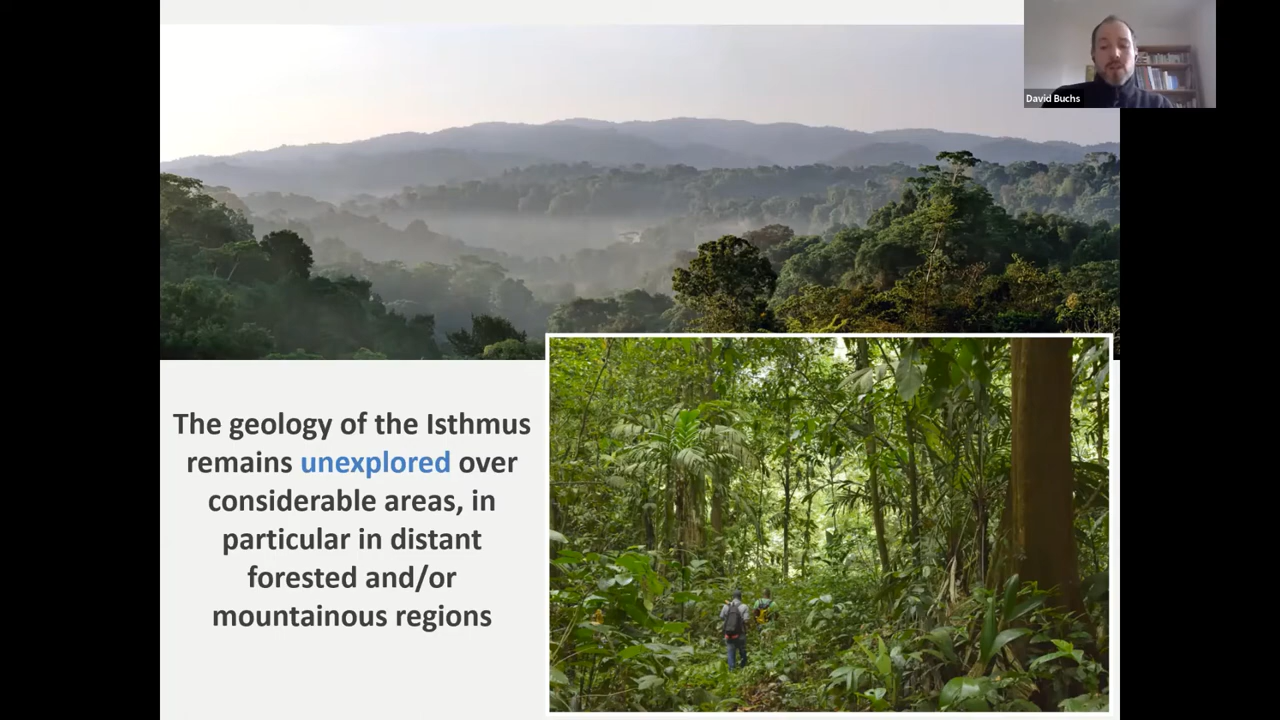 David Buchs
The geology of the Isthmus
remains unexplored over
considerable areas, in
particular in distant
forested and/or
mountainous regions